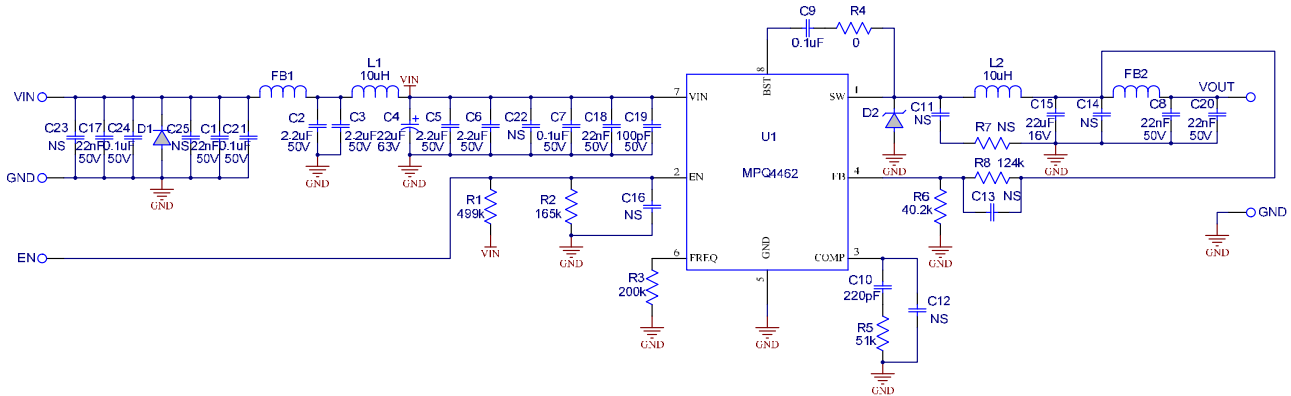 C9
0.1uF
R4
0
FB1
L1
10uH
VIN
L2
10uH
FB2
VOUT
VIN
C23
NS
C17
22nF
50V
C24
0.1uF
50V
D1
C25
NS
C1
22nF
50V
C21
0.1uF
50V
GND
GND
C2
2.2uF
50V
C3
2.2uF
50V
GND
C4
22uF
63V
+
GND
C5
2.2uF
50V
C6
2.2uF
50V
C22
NS
C7
0.1uF
50V
C18
22nF
50V
C19
100pF
50V
7
VIN
8
BST
SW
1
U1
MPQ4462
2
EN
FB
4
6
FREQ
GND
5
COMP
3
D2
GND
C11
NS
R7
NS
C15
22uF
16V
GND
C14
NS
C8
22nF
50V
C20
22nF
50V
R8
124k
C13
NS
R6
40.2k
GND
GND
GND
EN
R1
499k
VIN
R2
165k
GND
C16
NS
R3
200k
GND
GND
C10
220pF
R5
51k
C12
NS
GND